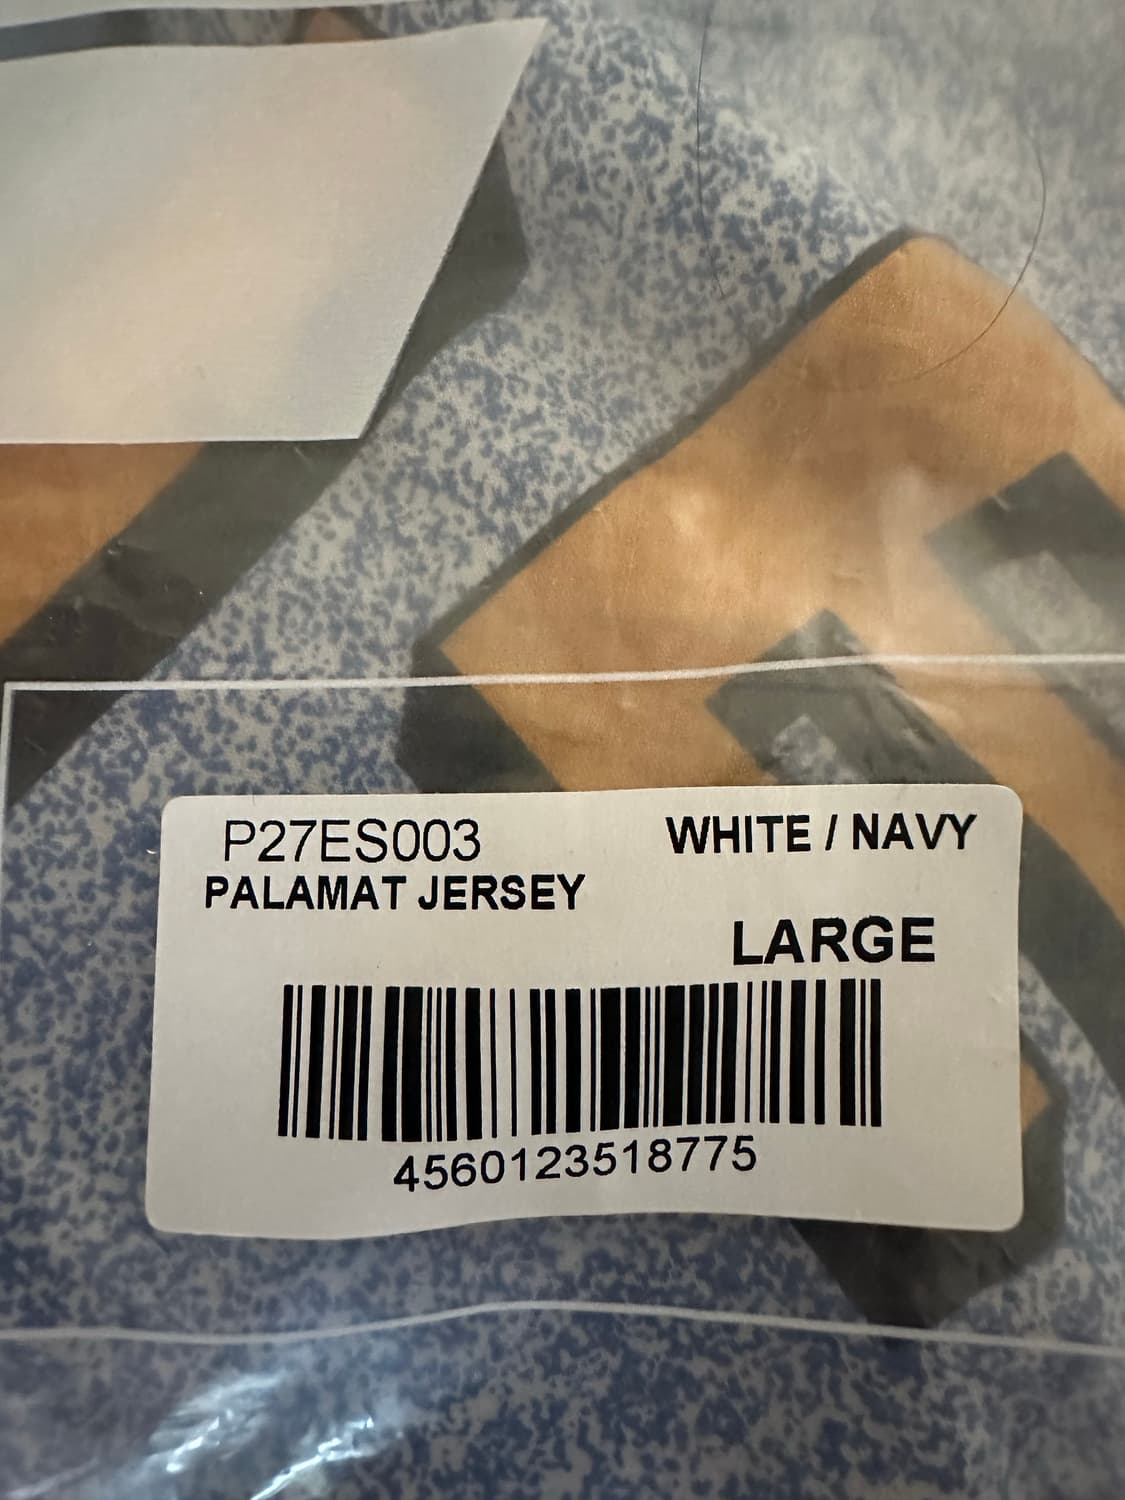 P27ES003
WHITE / NAVY
PALAMAT JERSEY
LARGE
4560123518775